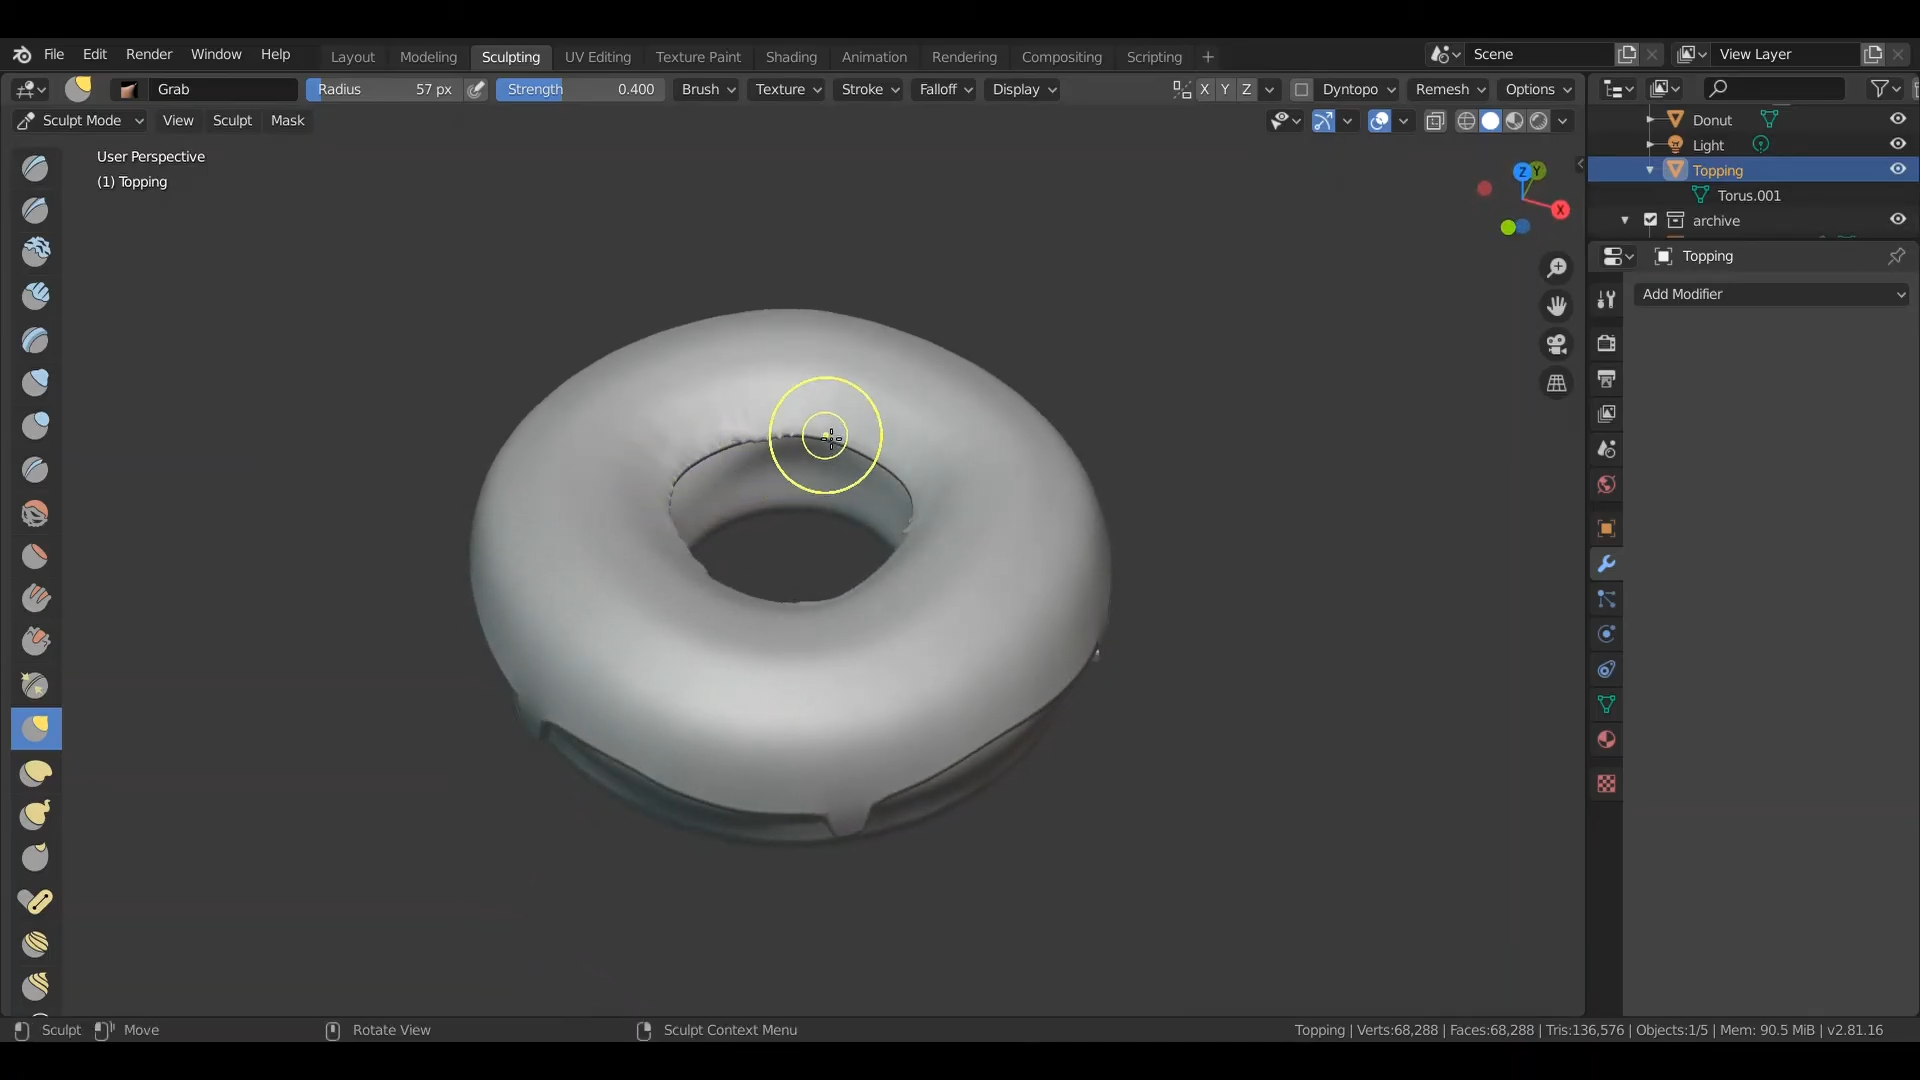 File Edit Render Window Help Layout Modeling Sculpting UV Editing Texture Paint Shading Animation Rendering Compositing Scripting + Scene View Layer
Grab Radius 57 px Strength 0.400 Brush Texture Stroke Falloff Display X Y Z Dyntopo Remesh Options
Sculpt Mode View Sculpt Mask
User Perspective
(1) Topping
Z Y
X
Donut
Light
Topping
Torus.001
archive
Topping
Add Modifier
Sculpt Move Rotate View Sculpt Context Menu Topping | Verts:68,288 | Faces:68,288 | Tris:136,576 | Objects:1/5 | Mem: 90.5 MiB | v2.81.16